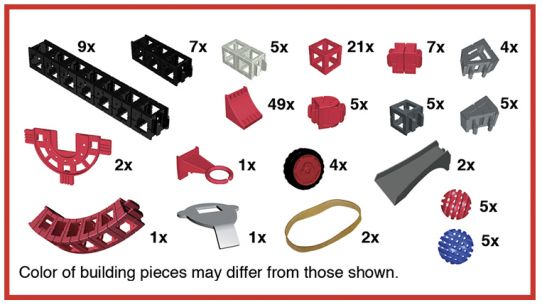 9x 7x 5x 21x 7x 4x
49x 5x 5x 5x
2x 1x 4x 2x
5x
1x 1x 2x 5x
Color of building pieces may differ from those shown.